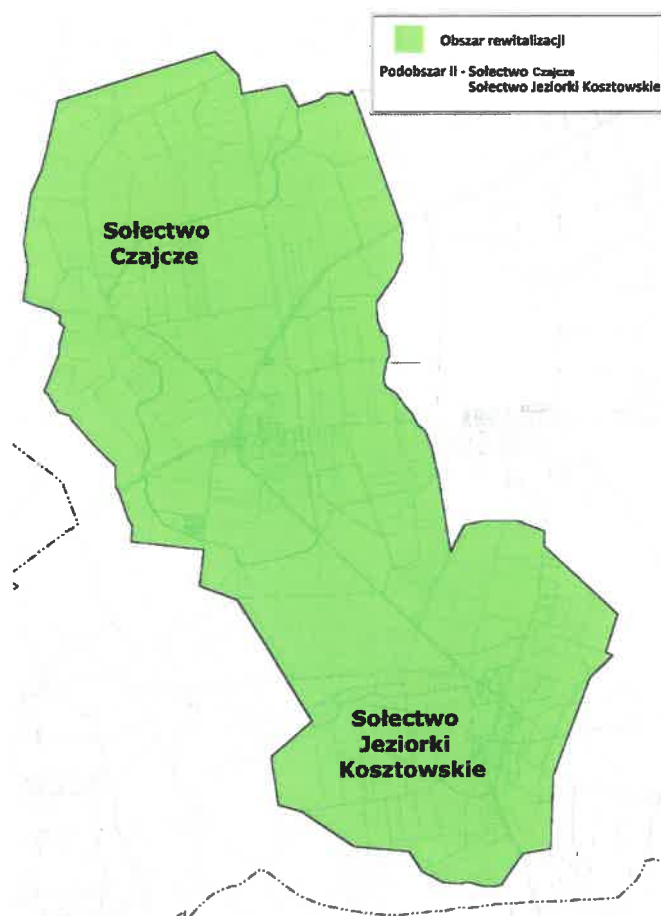 Obszar rewitalizacji
Podobszar II - Sołectwo Czajcze
Sołectwo Jeziorki Kosztowskie
Sołectwo
Czajcze
Sołectwo
Jeziorki
Kosztowskie